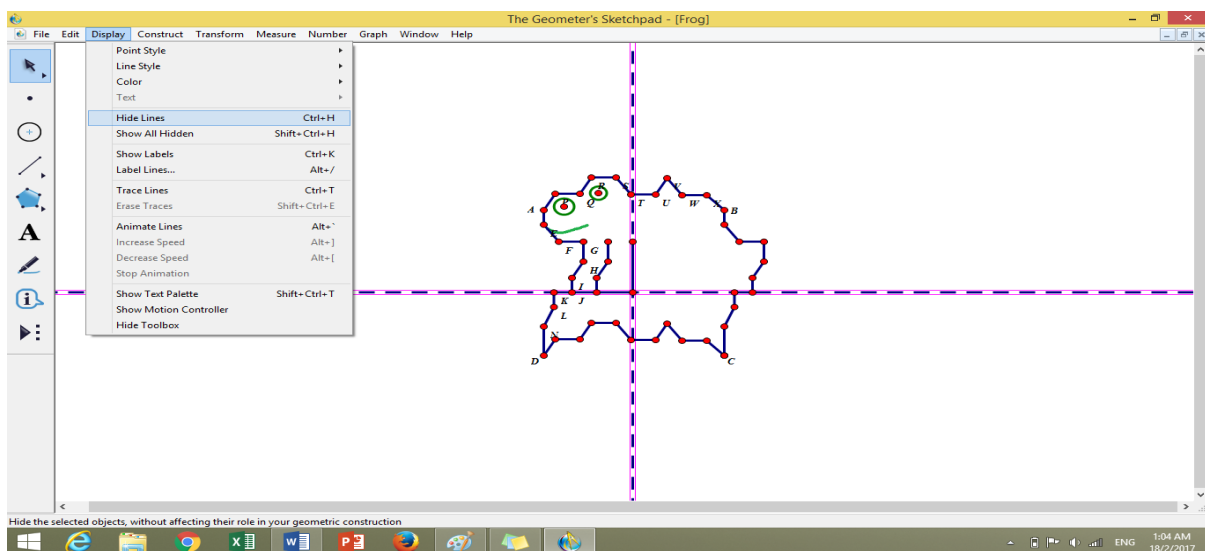 The Geometer's Sketchpad - [Frog]
File Edit Display Construct Transform Measure Number Graph Window Help
Point Style
Line Style
Color
Text
Hide Lines Ctrl+H
Show All Hidden Shift+Ctrl+H
Show Labels Ctrl+K
Label Lines... Alt+/
Trace Lines Ctrl+T
Erase Traces Shift+Ctrl+E
Animate Lines Alt+`
Increase Speed Alt+]
Decrease Speed Alt+[
Stop Animation
Show Text Palette Shift+Ctrl+T
Show Motion Controller
Hide Toolbox
A
R S V
A P Q T U W X B
E
F G
H
I
K J
L
N
D C
Hide the selected objects, without affecting their role in your geometric construction
ENG 1:04 AM
18/2/2017